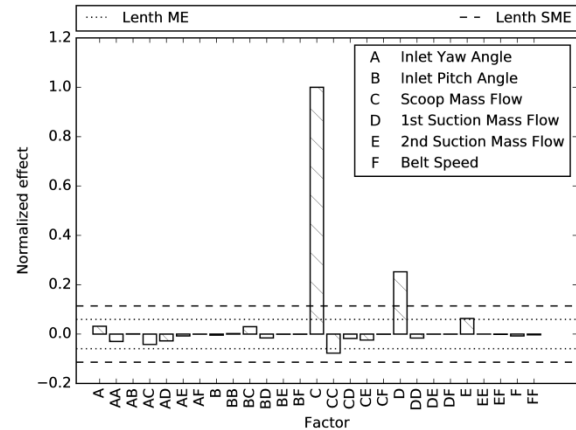 Lenth ME Lenth SME
1.2
1.0
0.8
0.6
0.4
0.2
0.0
−0.2
Normalized effect
A Inlet Yaw Angle
B Inlet Pitch Angle
C Scoop Mass Flow
D 1st Suction Mass Flow
E 2nd Suction Mass Flow
F Belt Speed
A AA AB AC AD AE AF B BB BC BD BE BF C CC CD CE CF D DD DE DF E EE EF F FF
Factor